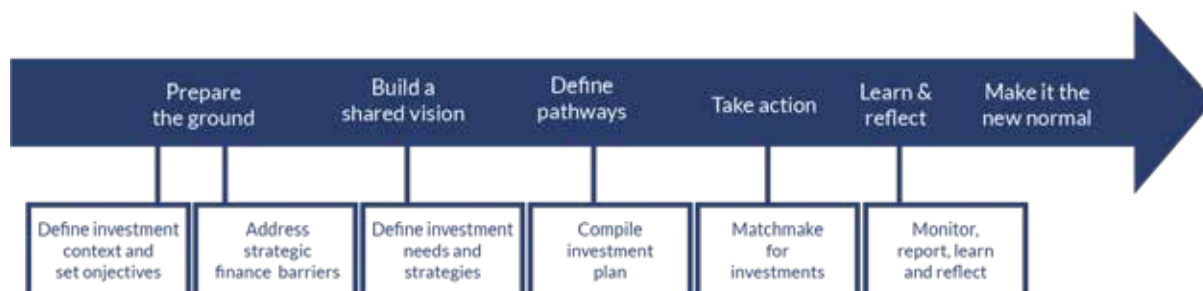 Prepare
the ground
Build a
shared vision
Define
pathways
Take action
Learn &
reflect
Make it the
new normal
Define investment
context and
set onjectives
Address
strategic
finance barriers
Define investment
needs and
strategies
Compile
investment
plan
Matchmake
for
investments
Monitor,
report, learn
and reflect